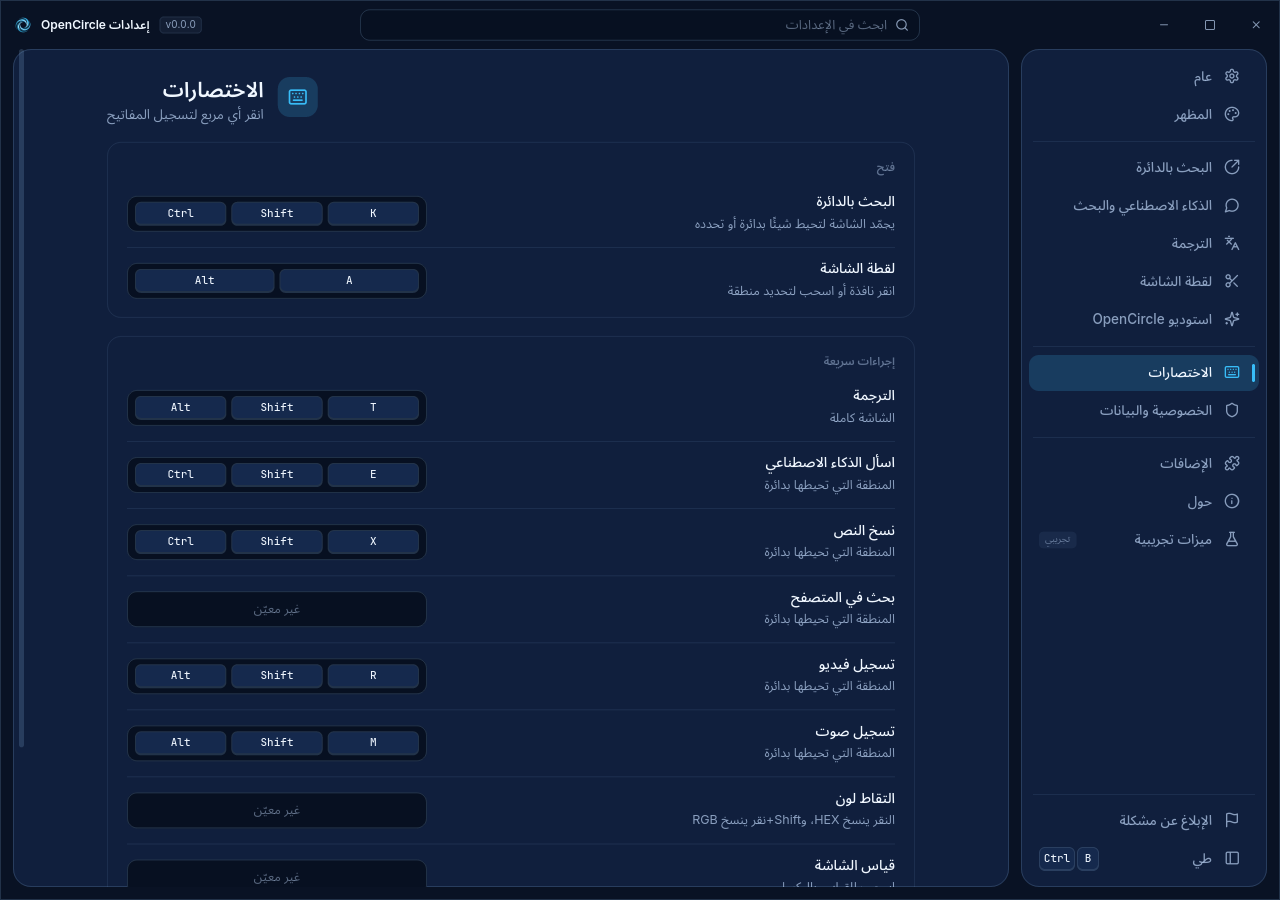 إعدادات OpenCircle
v0.0.0
ابحث في الإعدادات
عام
المظهر
البحث بالدائرة
الذكاء الاصطناعي والبحث
الترجمة
لقطة الشاشة
استوديو OpenCircle
الاختصارات
الخصوصية والبيانات
الإضافات
حول
ميزات تجريبية
تجريبي
الإبلاغ عن مشكلة
طي
Ctrl B
الاختصارات
انقر أي مربع لتسجيل المفاتيح
فتح
البحث بالدائرة
يجمّد الشاشة لتحيط شيئًا بدائرة أو تحدده
Ctrl Shift K
لقطة الشاشة
انقر نافذة أو اسحب لتحديد منطقة
Alt A
إجراءات سريعة
الترجمة
الشاشة كاملة
Alt Shift T
اسأل الذكاء الاصطناعي
المنطقة التي تحيطها بدائرة
Ctrl Shift E
نسخ النص
المنطقة التي تحيطها بدائرة
Ctrl Shift X
بحث في المتصفح
المنطقة التي تحيطها بدائرة
غير معيّن
تسجيل فيديو
المنطقة التي تحيطها بدائرة
Alt Shift R
تسجيل صوت
المنطقة التي تحيطها بدائرة
Alt Shift M
التقاط لون
النقر ينسخ HEX، وShift+نقر ينسخ RGB
غير معيّن
قياس الشاشة
غير معيّن